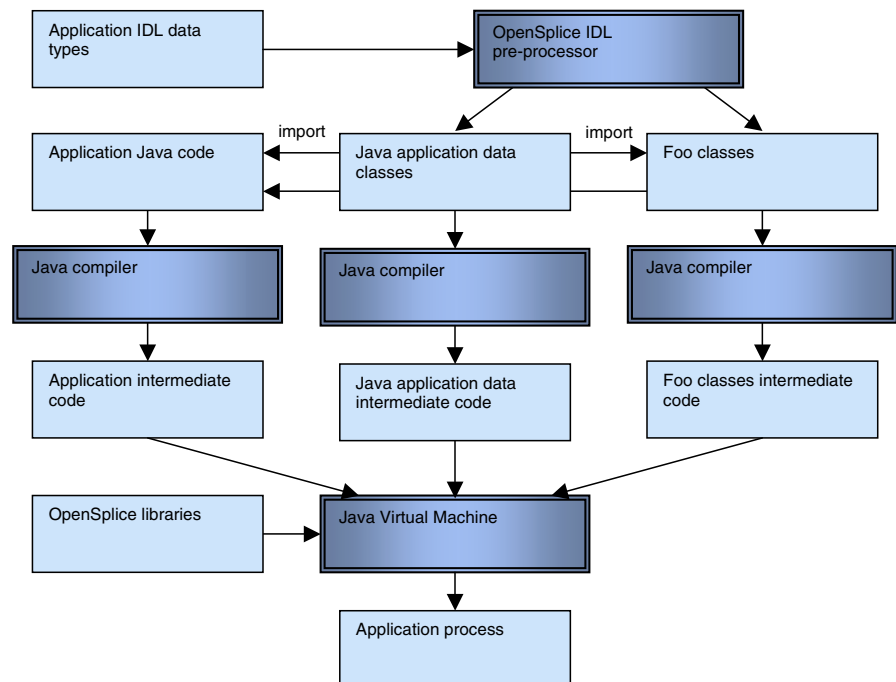 Application IDL data
types
OpenSplice IDL
pre-processor
import
import
Application Java code
Java application data
classes
Foo classes
Java compiler
Java compiler
Java compiler
Application intermediate
code
Java application data
intermediate code
Foo classes intermediate
code
OpenSplice libraries
Java Virtual Machine
Application process